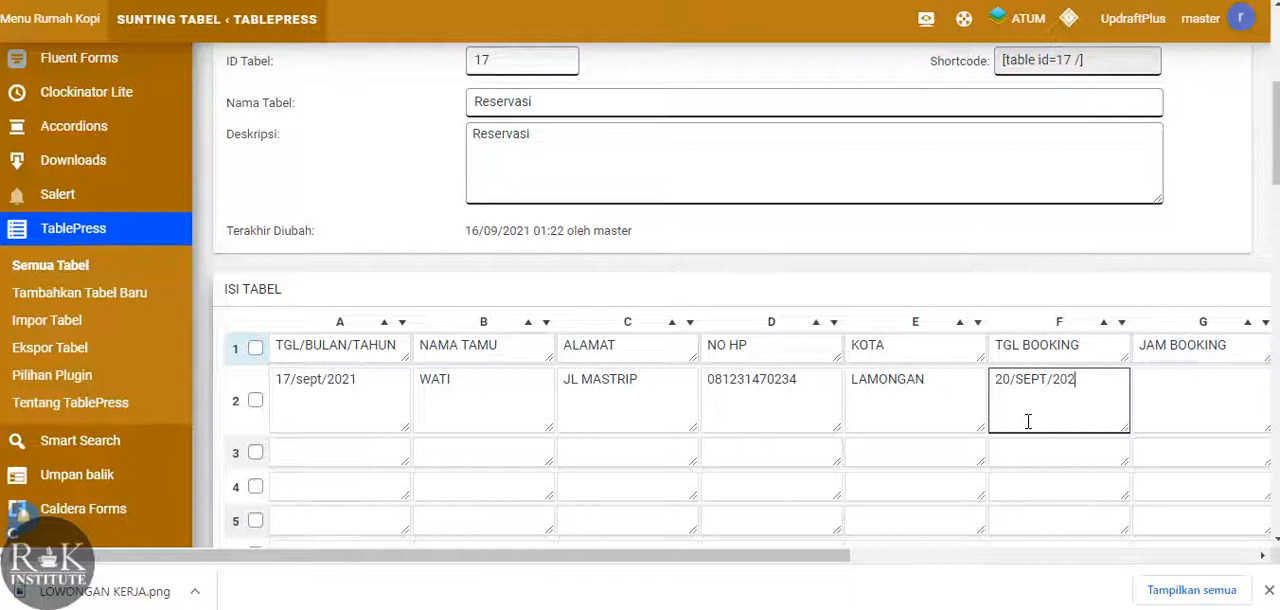 Menu Rumah Kopi SUNTING TABEL ‹ TABLEPRESS ATUM UpdraftPlus master r
Fluent Forms
Clockinator Lite
Accordions
Downloads
Salert
TablePress
Semua Tabel
Tambahkan Tabel Baru
Impor Tabel
Ekspor Tabel
Pilihan Plugin
Tentang TablePress
Smart Search
Umpan balik
Caldera Forms
ID Tabel: 17 Shortcode: [table id=17 /]
Nama Tabel: Reservasi
Deskripsi: Reservasi
Terakhir Diubah: 16/09/2021 01:22 oleh master
ISI TABEL
A B C D E F G
1 TGL/BULAN/TAHUN NAMA TAMU ALAMAT NO HP KOTA TGL BOOKING JAM BOOKING
2 17/sept/2021 WATI JL MASTRIP 081231470234 LAMONGAN 20/SEPT/202
3
4
5
C
R K
INSTITUTE
LOWONGAN KERJA.png Tampilkan semua